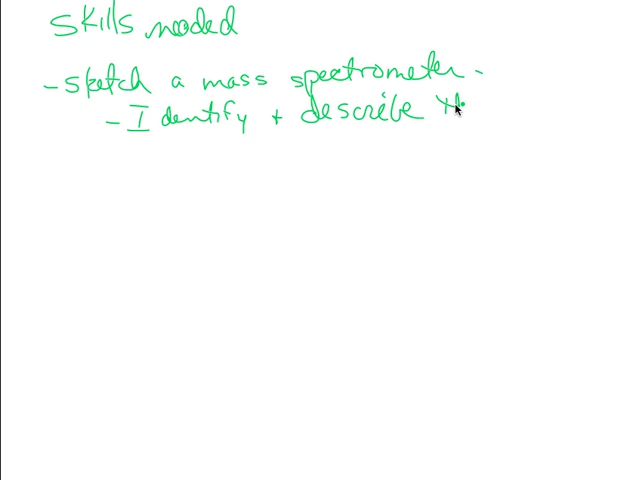 skills needed
- sketch a mass spectrometer.
- Identify + describe